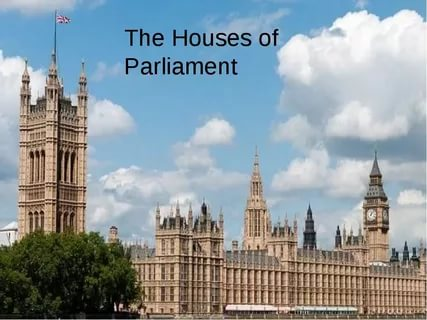 The Houses of
Parliament